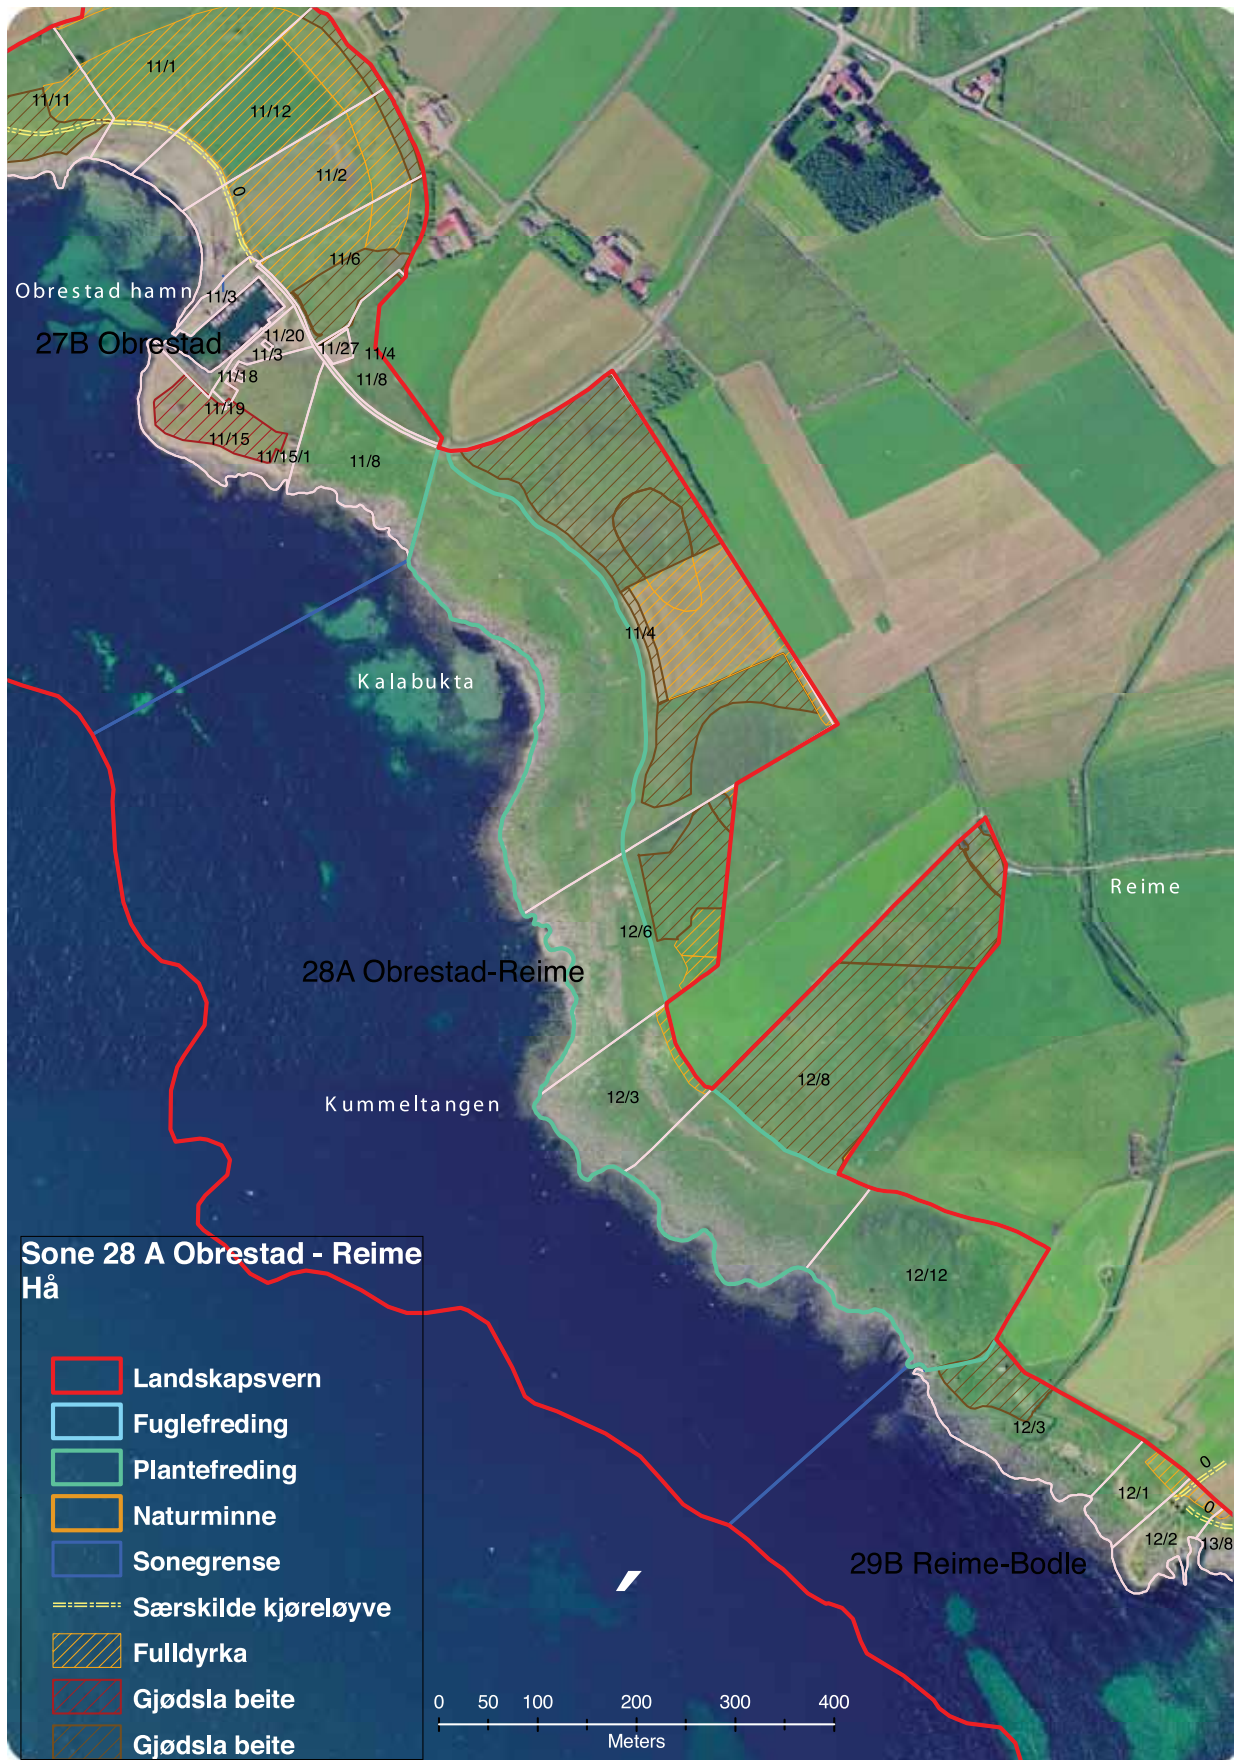 11/1
11/11
11/12
11/2
0
11/6
Obrestad hamn
11/3
27B Obrestad
11/20
11/3
11/27
11/4
11/18
11/8
11/19
11/15
11/15/1
11/8
11/4
Kalabukta
Reime
12/6
28A Obrestad-Reime
12/8
12/3
Kummeltangen
12/12
12/3
0
12/1
0
12/2
13/8
29B Reime-Bodle
Sone 28 A Obrestad - Reime
Hå
Landskapsvern
Fuglefreding
Plantefreding
Naturminne
Sonegrense
Særskilde kjøreløyve
Fulldyrka
Gjødsla beite
Gjødsla beite
0 50 100 200 300 400
Meters